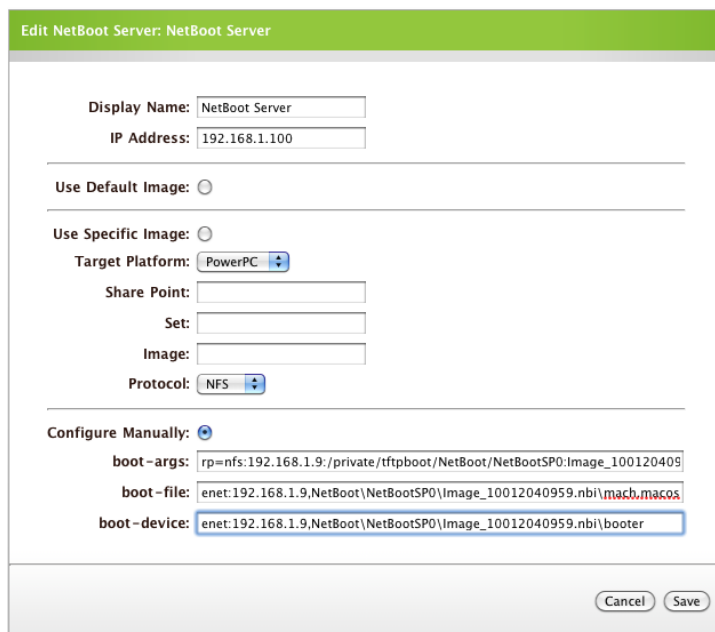 Edit NetBoot Server: NetBoot Server
Display Name: NetBoot Server
IP Address: 192.168.1.100
Use Default Image:
Use Specific Image:
Target Platform: PowerPC
Share Point:
Set:
Image:
Protocol: NFS
Configure Manually:
boot-args: rp=nfs:192.168.1.9:/private/tftpboot/NetBoot/NetBootSP0:Image_100120409
boot-file: enet:192.168.1.9,NetBoot\NetBootSP0\Image_10012040959.nbi\mach.macos
boot-device: enet:192.168.1.9,NetBoot\NetBootSP0\Image_10012040959.nbi\booter
Cancel Save